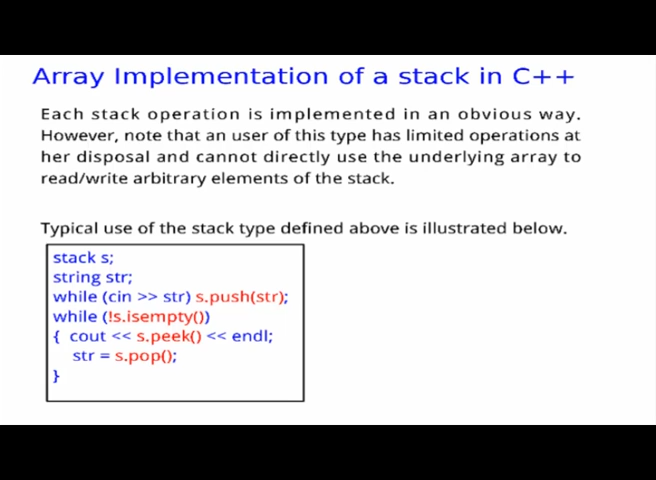 Array Implementation of a stack in C++
Each stack operation is implemented in an obvious way.
However, note that an user of this type has limited operations at
her disposal and cannot directly use the underlying array to
read/write arbitrary elements of the stack.
Typical use of the stack type defined above is illustrated below.
stack s;
string str;
while (cin >> str) s.push(str);
while (!s.isempty())
{ cout << s.peek() << endl;
str = s.pop();
}